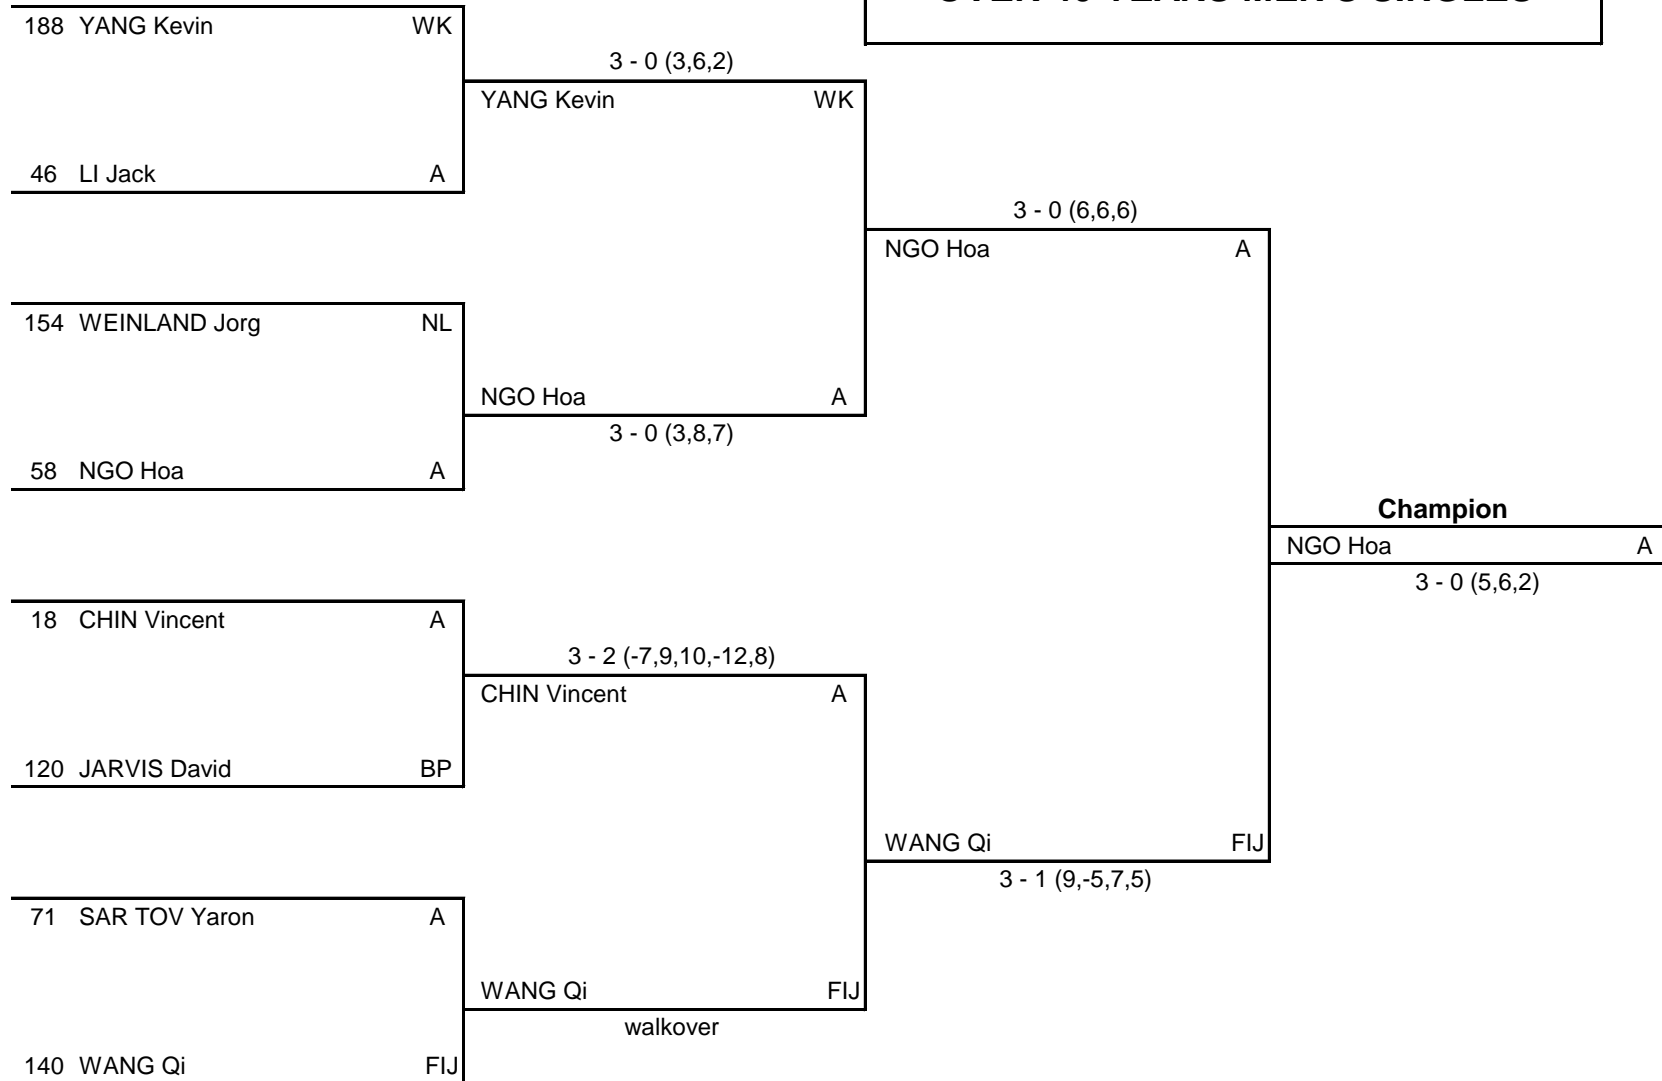 188 YANG Kevin WK
3 - 0 (3,6,2)
YANG Kevin WK
46 LI Jack A
3 - 0 (6,6,6)
NGO Hoa A
154 WEINLAND Jorg NL
NGO Hoa A
3 - 0 (3,8,7)
58 NGO Hoa A
Champion
NGO Hoa A
3 - 0 (5,6,2)
18 CHIN Vincent A
3 - 2 (-7,9,10,-12,8)
CHIN Vincent A
120 JARVIS David BP
WANG Qi FIJ
3 - 1 (9,-5,7,5)
71 SAR TOV Yaron A
WANG Qi FIJ
walkover
140 WANG Qi FIJ